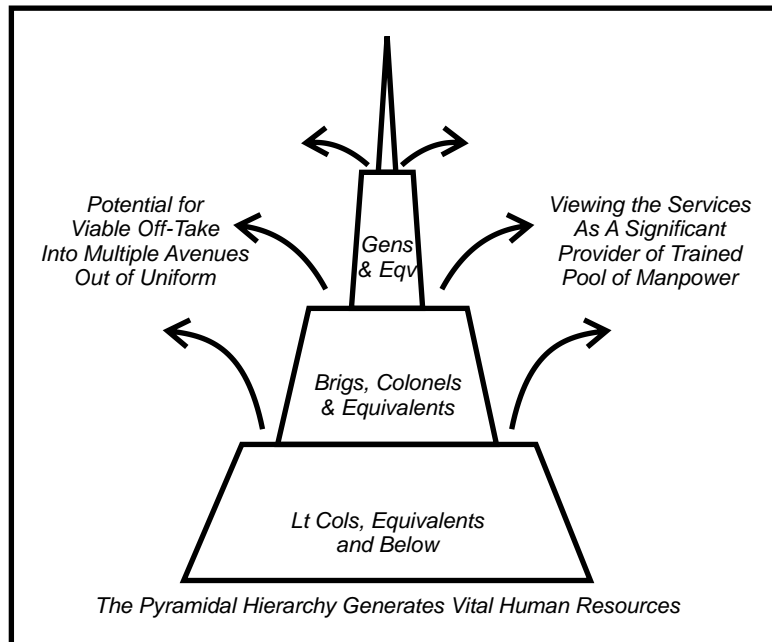 Potential for
Viable Off-Take
Into Multiple Avenues
Out of Uniform
Viewing the Services
As A Significant
Provider of Trained
Pool of Manpower
Gens
& Eqv
Brigs, Colonels
& Equivalents
Lt Cols, Equivalents
and Below
The Pyramidal Hierarchy Generates Vital Human Resources